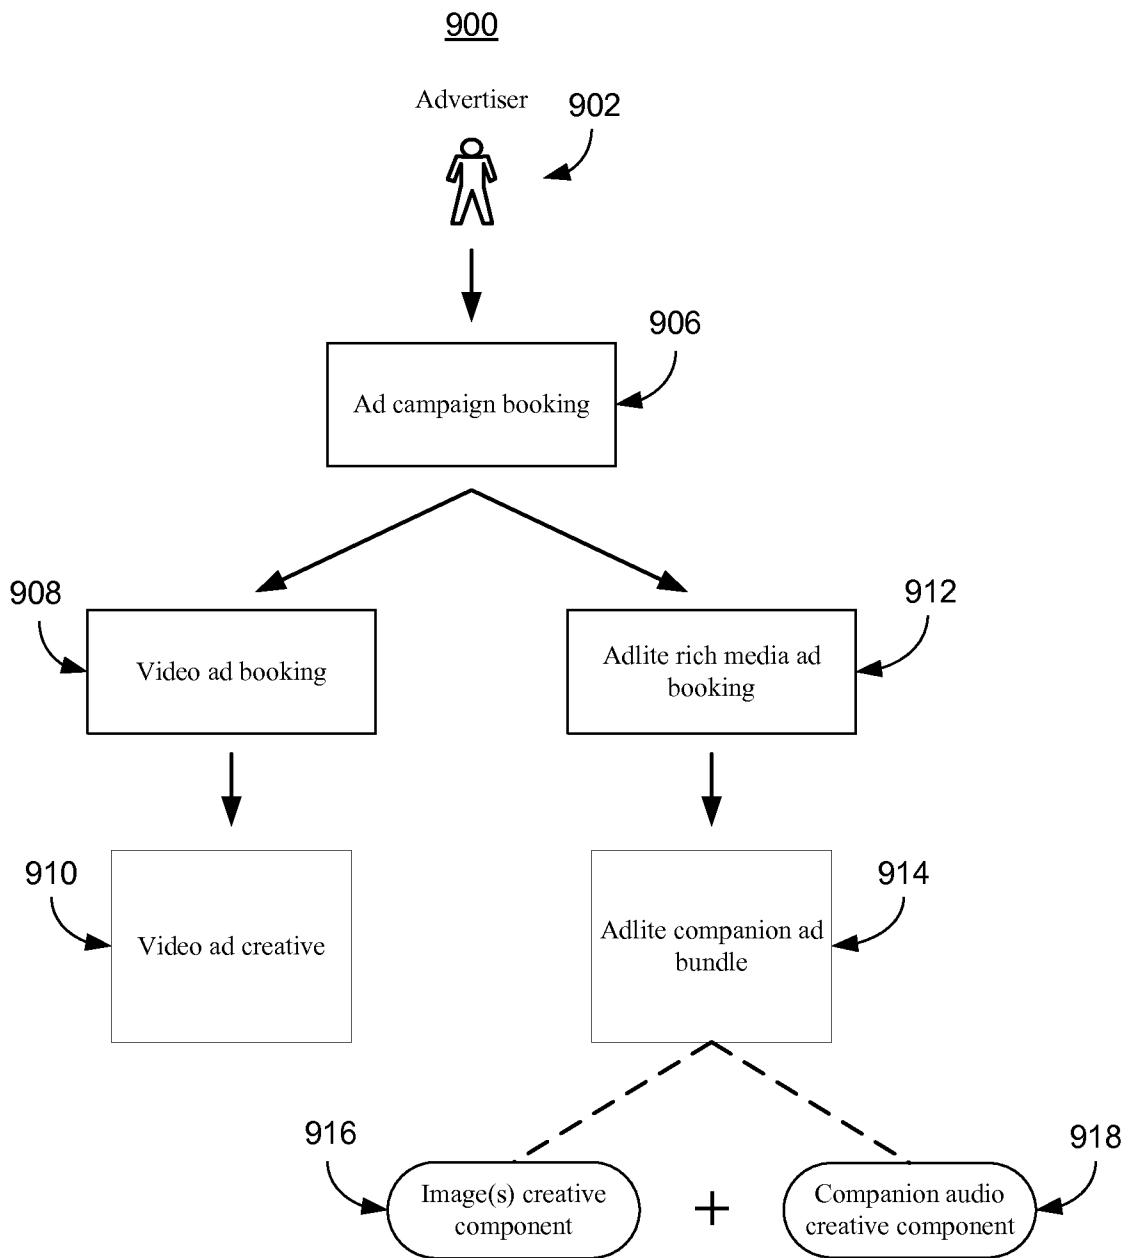 900
Advertiser
902
906
Ad campaign booking
908
912
Video ad booking
Adlite rich media ad
booking
910
914
Video ad creative
Adlite companion ad
bundle
916
918
Image(s) creative
component
+
Companion audio
creative component